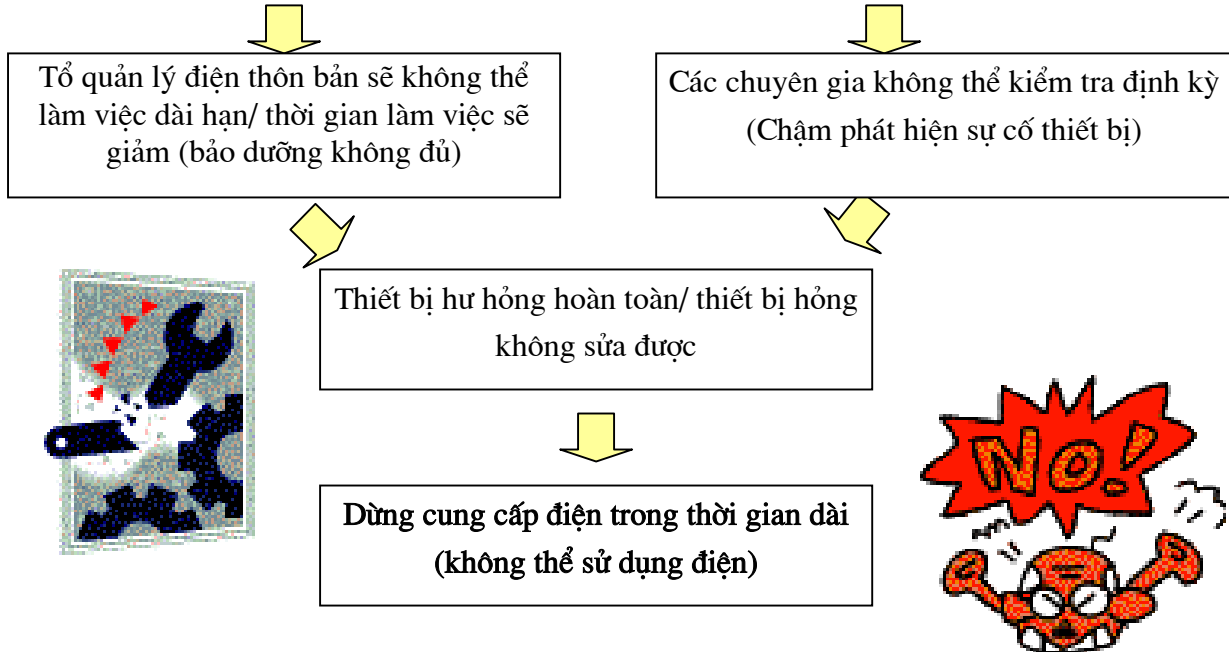 Tổ quản lý điện thôn bản sẽ không thể
làm việc dài hạn/ thời gian làm việc sẽ
giảm (bảo dưỡng không đủ)
Các chuyên gia không thể kiểm tra định kỳ
(Chậm phát hiện sự cố thiết bị)
Thiết bị hư hỏng hoàn toàn/ thiết bị hỏng
không sửa được
NO!
Dừng cung cấp điện trong thời gian dài
(không thể sử dụng điện)